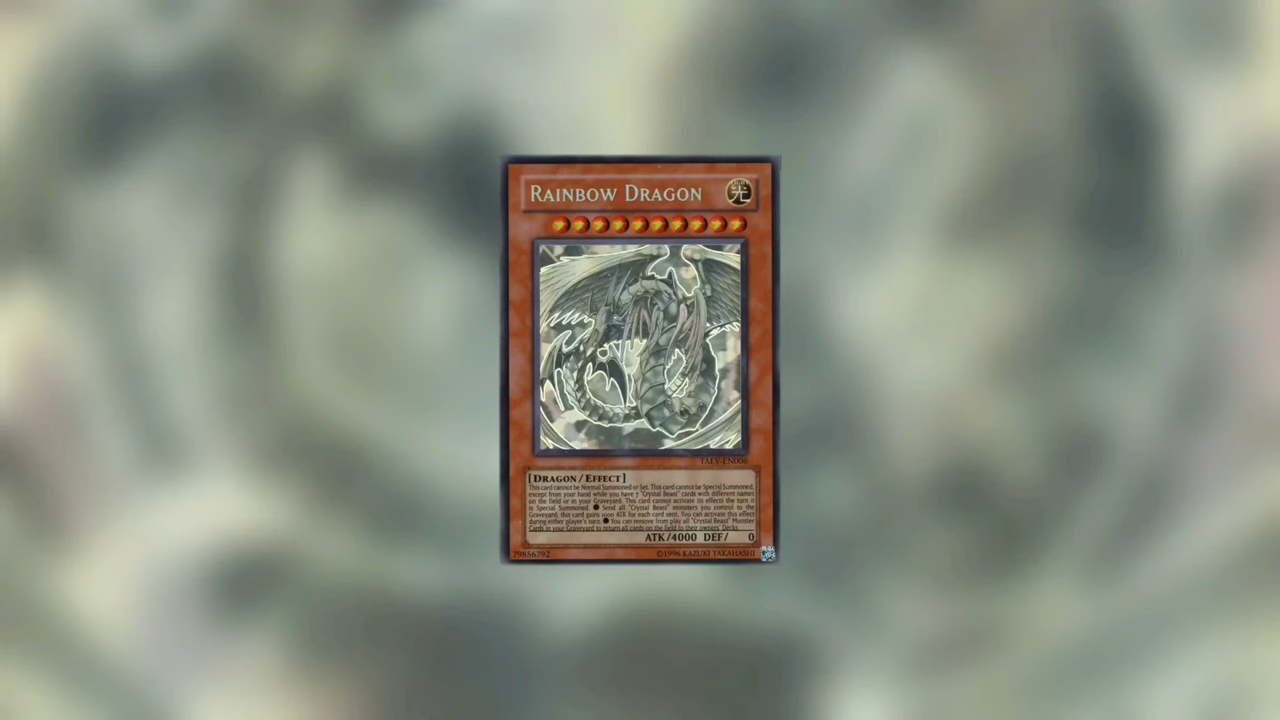 RAINBOW DRAGON
LIGHT
光
TAEV-EN006
[DRAGON/EFFECT]
This card cannot be Normal Summoned or Set. This card cannot be Special Summoned,
except from your hand while you have 7 "Crystal Beast" cards with different names
on the field or in your Graveyard. This card cannot activate its effects the turn it
is Special Summoned. ● Send all "Crystal Beast" monsters you control to the
Graveyard; this card gains 1000 ATK for each card sent. You can activate this effect
during either player's turn. ● You can remove from play all "Crystal Beast" Monster
Cards in your Graveyard to return all cards on the field to their owners' Decks.
ATK/4000 DEF/ 0
79856792
©1996 KAZUKI TAKAHASHI